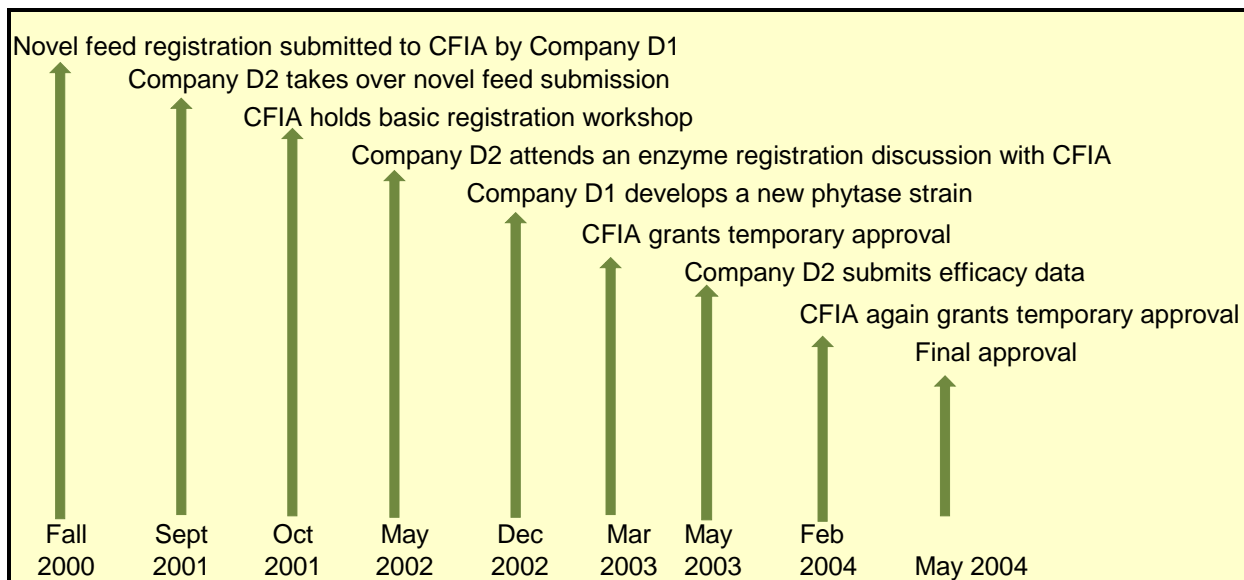 Novel feed registration submitted to CFIA by Company D1
Company D2 takes over novel feed submission
CFIA holds basic registration workshop
Company D2 attends an enzyme registration discussion with CFIA
Company D1 develops a new phytase strain
CFIA grants temporary approval
Company D2 submits efficacy data
CFIA again grants temporary approval
Final approval
Fall Sept Oct May Dec Mar May Feb
2000 2001 2001 2002 2002 2003 2003 2004 May 2004